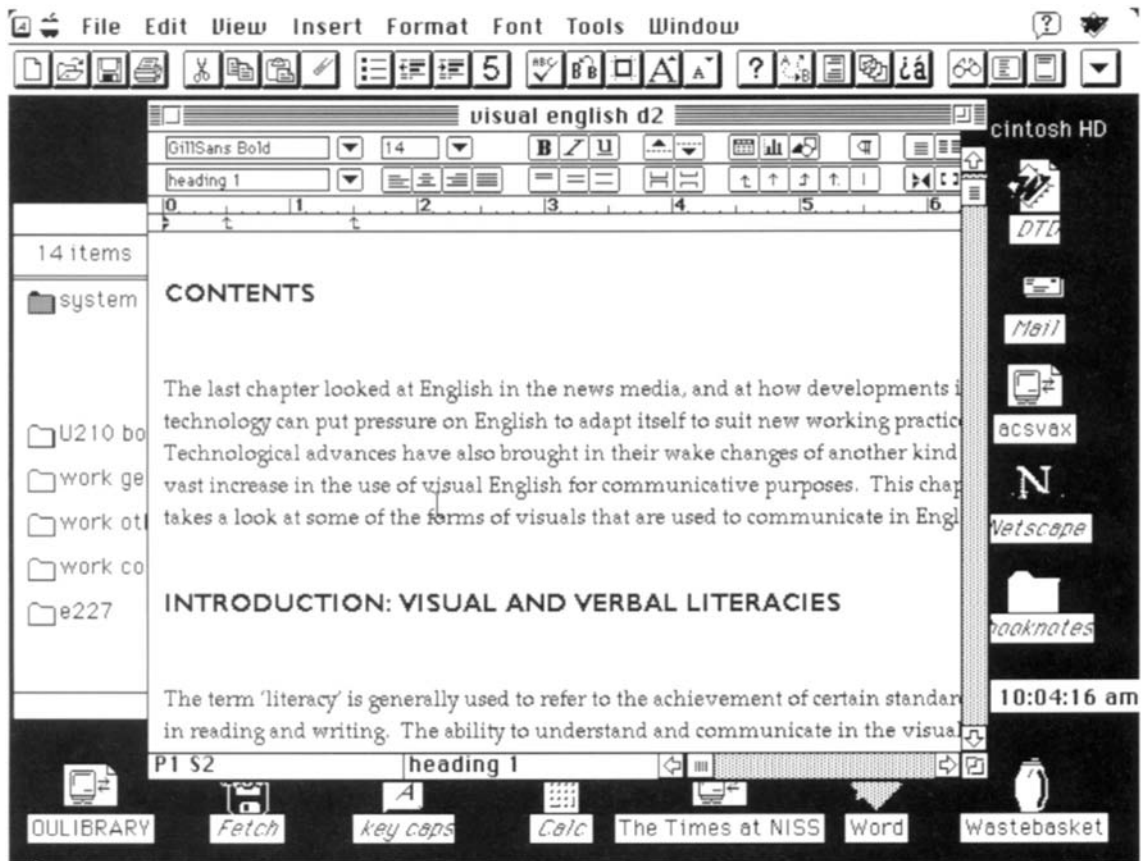 File Edit View Insert Format Font Tools Window
visual english d2
GillSans Bold 14 B I U
heading 1
0 1 2 3 4 5 6
CONTENTS
The last chapter looked at English in the news media, and at how developments i
technology can put pressure on English to adapt itself to suit new working practic
Technological advances have also brought in their wake changes of another kind
vast increase in the use of visual English for communicative purposes. This chap
takes a look at some of the forms of visuals that are used to communicate in Engl
INTRODUCTION: VISUAL AND VERBAL LITERACIES
The term 'literacy' is generally used to refer to the achievement of certain standar
in reading and writing. The ability to understand and communicate in the visual
P1 S2 heading 1
14 items
system
U210 bo
work ge
work otl
work co
e227
cintosh HD
DTD
Mail
acsvax
Netscape
booknotes
10:04:16 am
OULIBRARY
Fetch
key caps
Calc
The Times at NISS
Word
Wastebasket